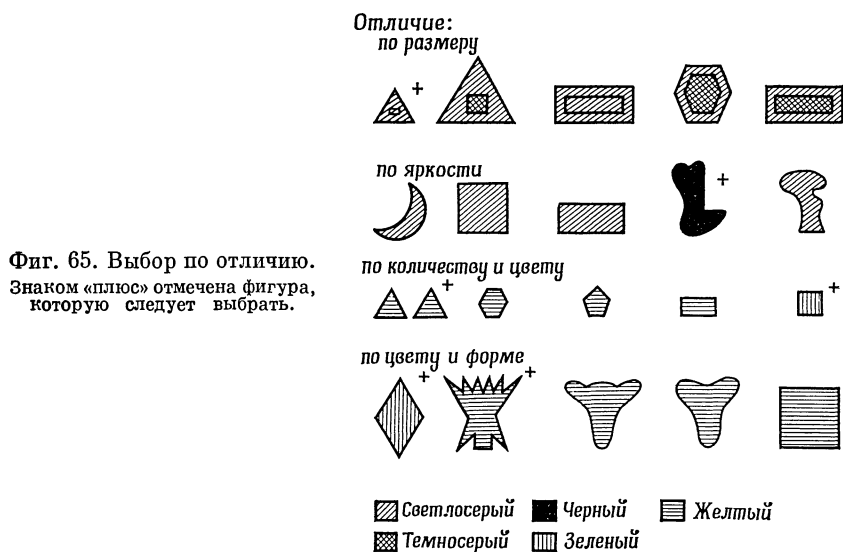 Отличие:
по размеру
+
по яркости
+
Фиг. 65. Выбор по отличию.
Знаком «плюс» отмечена фигура,
которую следует выбрать.
по количеству и цвету
+
+
по цвету и форме
+
+
Светлосерый
Черный
Желтый
Темносерый
Зеленый